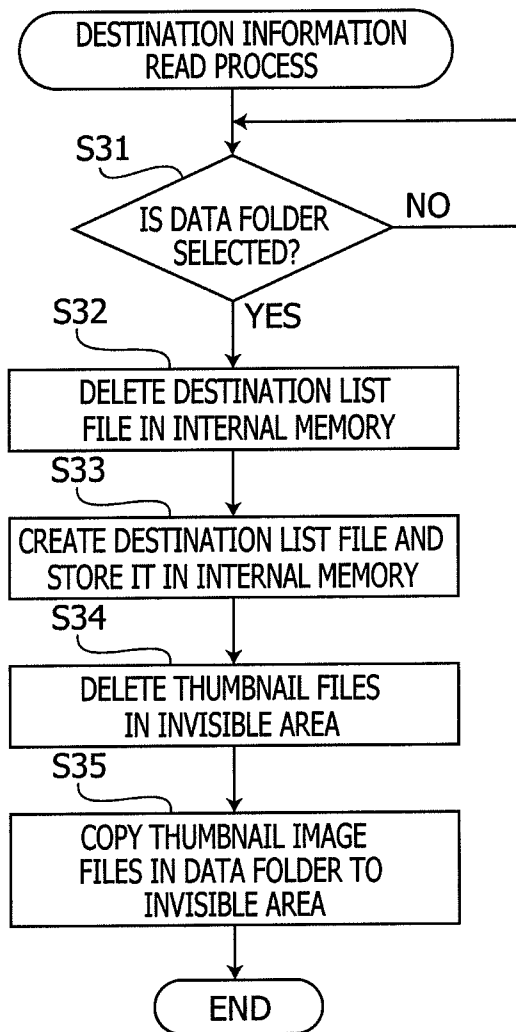 DESTINATION INFORMATION
READ PROCESS
S31
IS DATA FOLDER
SELECTED?
NO
YES
S32
DELETE DESTINATION LIST
FILE IN INTERNAL MEMORY
S33
CREATE DESTINATION LIST FILE AND
STORE IT IN INTERNAL MEMORY
S34
DELETE THUMBNAIL FILES
IN INVISIBLE AREA
S35
COPY THUMBNAIL IMAGE
FILES IN DATA FOLDER TO
INVISIBLE AREA
END